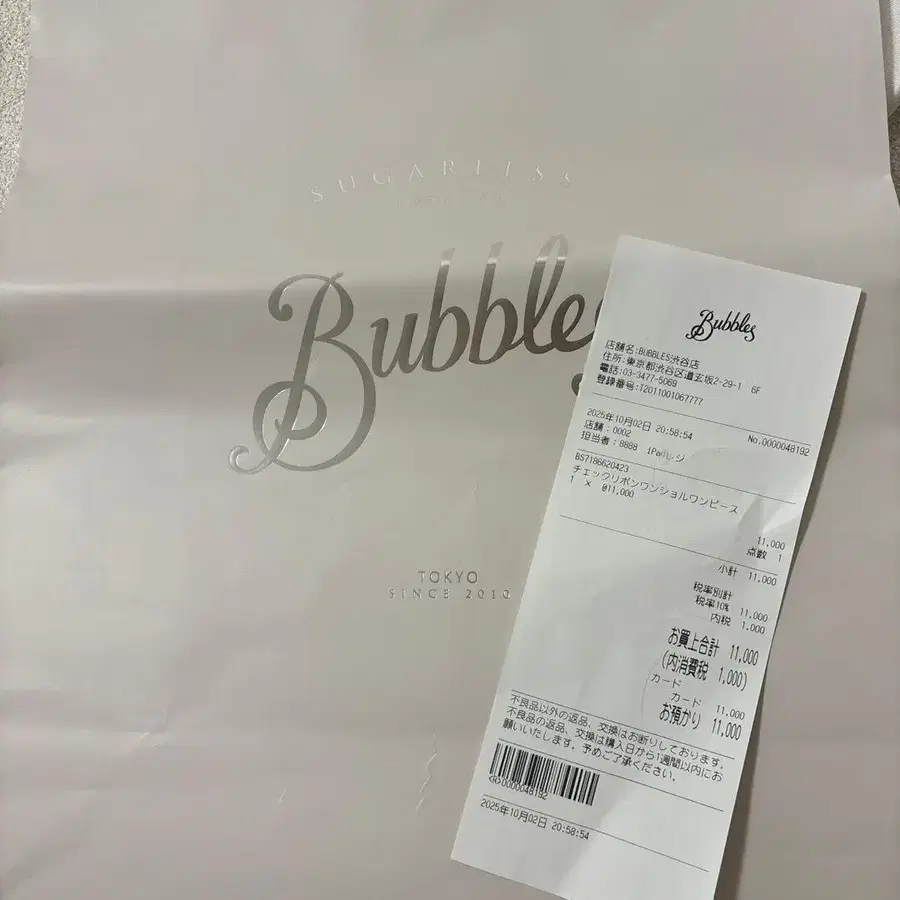 SUGARLESS
Bubbles
TOKYO
SINCE 2010
Bubbles
店舗名:BUBBLES渋谷店
住所:東京都渋谷区道玄坂2-29-1 6F
電話:03-3477-5069
登録番号:T2011001067777
2025年10月02日 20:58:54 No.0000048192
店舗:0002
担当者:8888 iPadレジ
BS7186620423
チェックリボンワンショルワンピース
1 × @11,000
11,000
点数 1
小計 11,000
税率別計
税率10% 11,000
内税 1,000
お買上合計 11,000
(内消費税 1,000)
カード
カード 11,000
お預かり 11,000
不良品以外の返品、交換はお断りしております。
不良品の返品、交換は購入日から1週間以内にお
願いいたします。予めご了承ください。
<R>0000048192
2025年10月02日 20:58:54